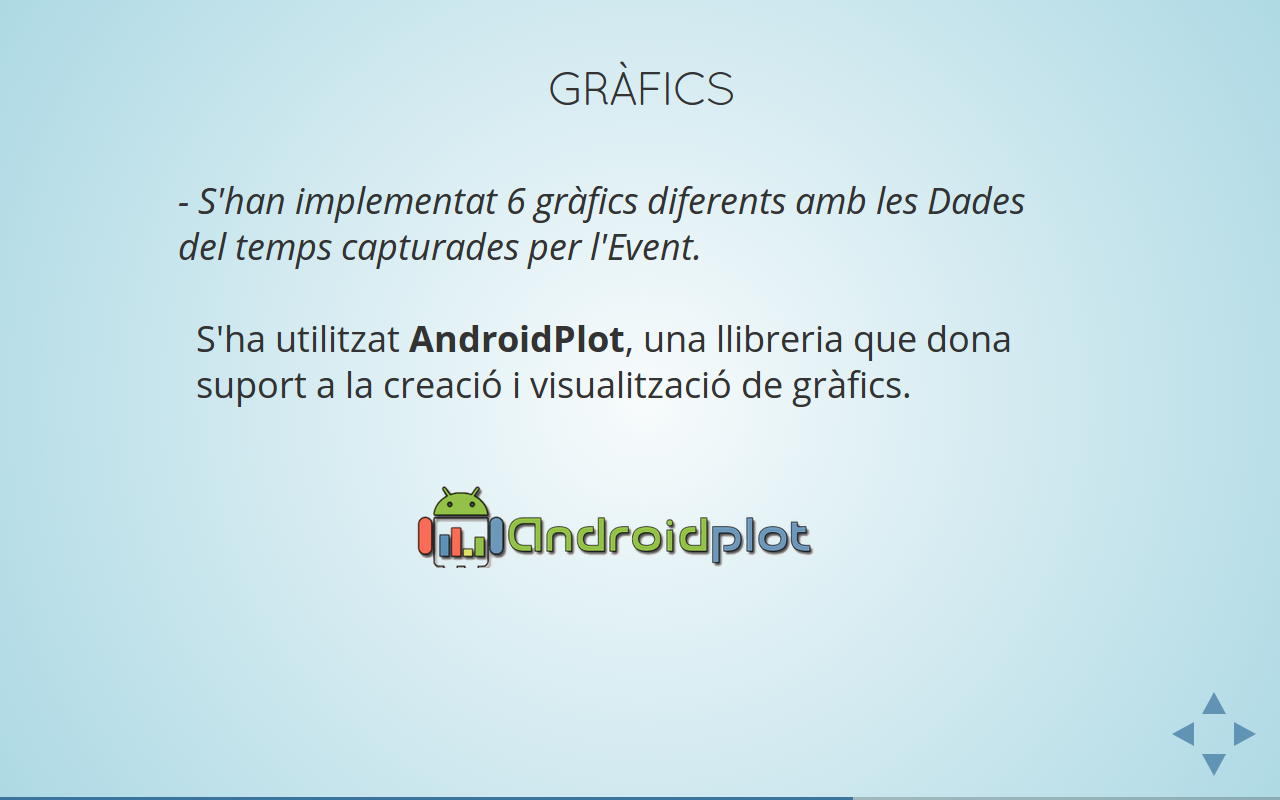 GRÀFICS
- S'han implementat 6 gràfics diferents amb les Dades
del temps capturades per l'Event.
S'ha utilitzat AndroidPlot, una llibreria que dona
suport a la creació i visualització de gràfics.
androidplot